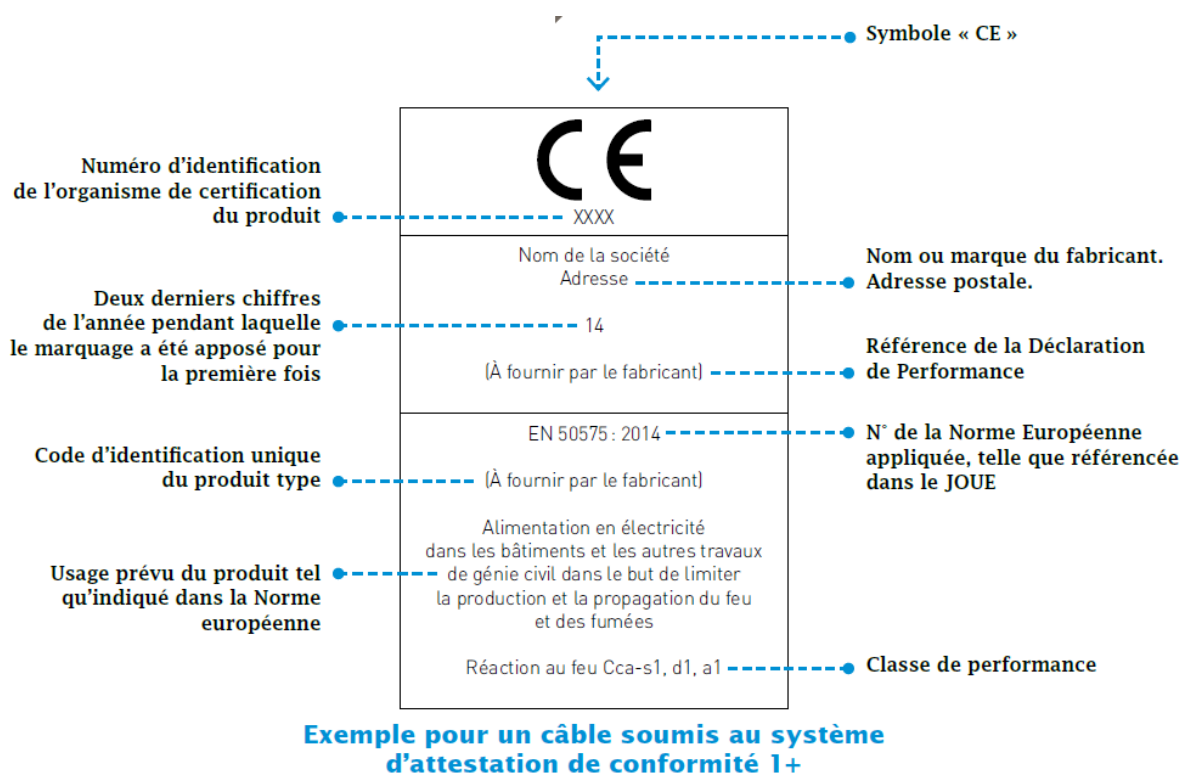 Symbole « CE »
CE
Numéro d'identification
de l'organisme de certification
du produit
XXXX
Nom de la société
Adresse
Nom ou marque du fabricant.
Adresse postale.
Deux derniers chiffres
de l'année pendant laquelle
le marquage a été apposé pour
la première fois
14
(À fournir par le fabricant)
Référence de la Déclaration
de Performance
EN 50575 : 2014
N° de la Norme Européenne
appliquée, telle que référencée
dans le JOUE
Code d'identification unique
du produit type
(À fournir par le fabricant)
Alimentation en électricité
dans les bâtiments et les autres travaux
de génie civil dans le but de limiter
la production et la propagation du feu
et des fumées
Usage prévu du produit tel
qu'indiqué dans la Norme
européenne
Réaction au feu Cca-s1, d1, a1
Classe de performance
Exemple pour un câble soumis au système
d'attestation de conformité 1+